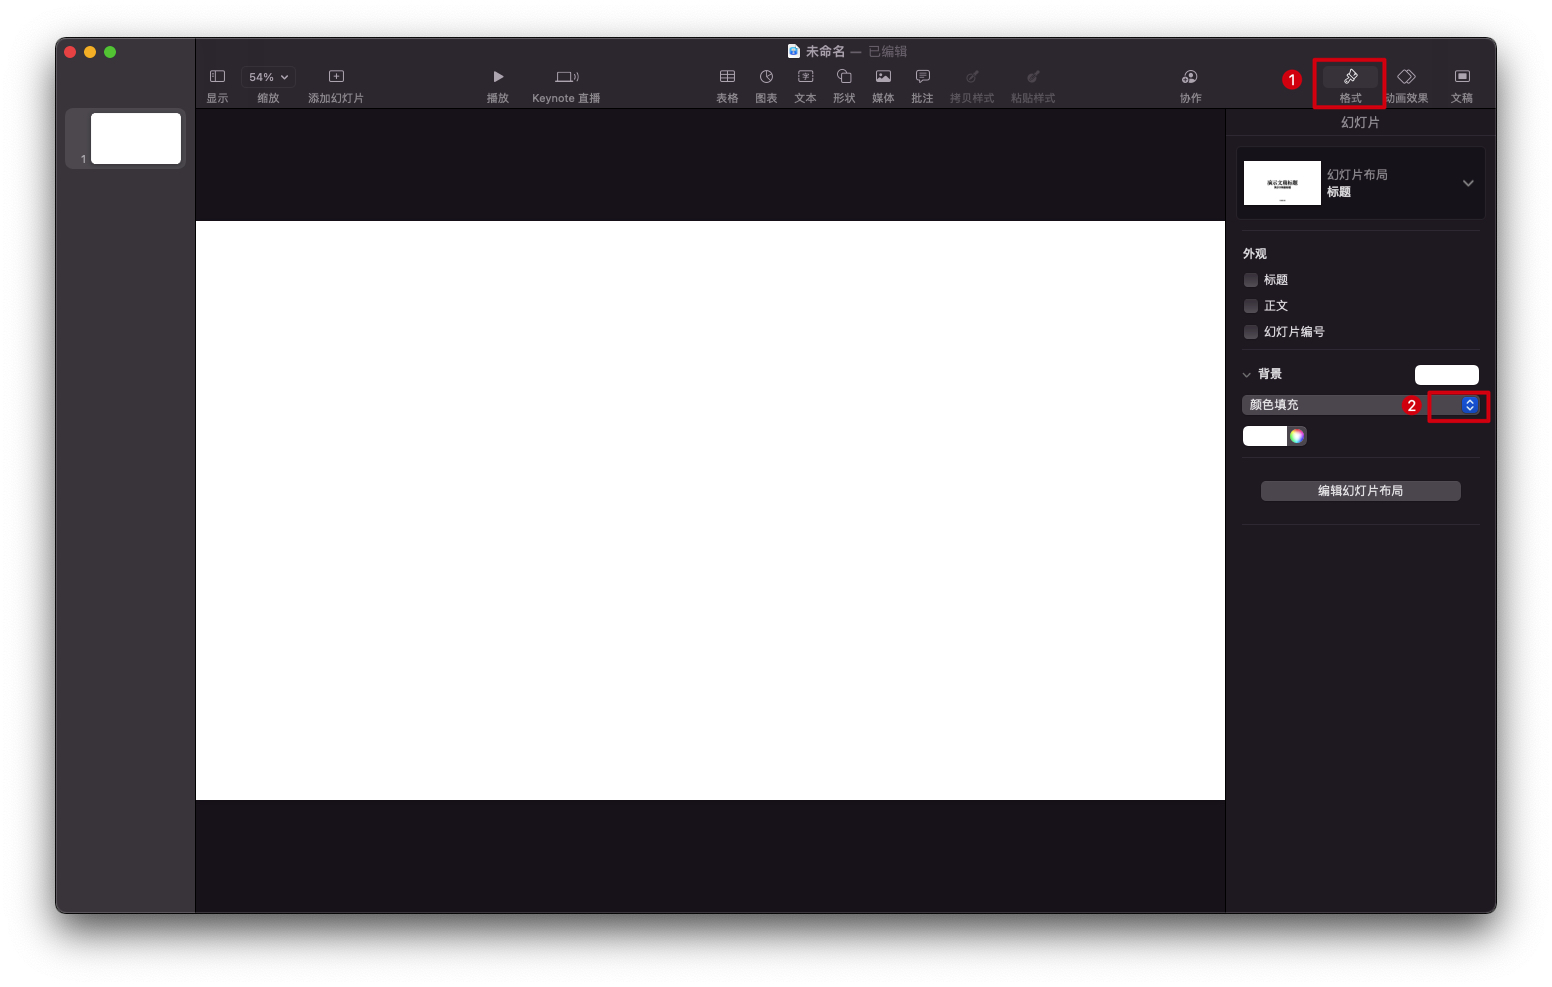 未命名 — 已编辑
54%
显示
缩放
添加幻灯片
播放
Keynote 直播
表格
图表
文本
形状
媒体
批注
拷贝样式
粘贴样式
协作
1
格式
动画效果
文稿
1
幻灯片
演示文稿标题
幻灯片布局
标题
外观
标题
正文
幻灯片编号
背景
颜色填充
2
编辑幻灯片布局